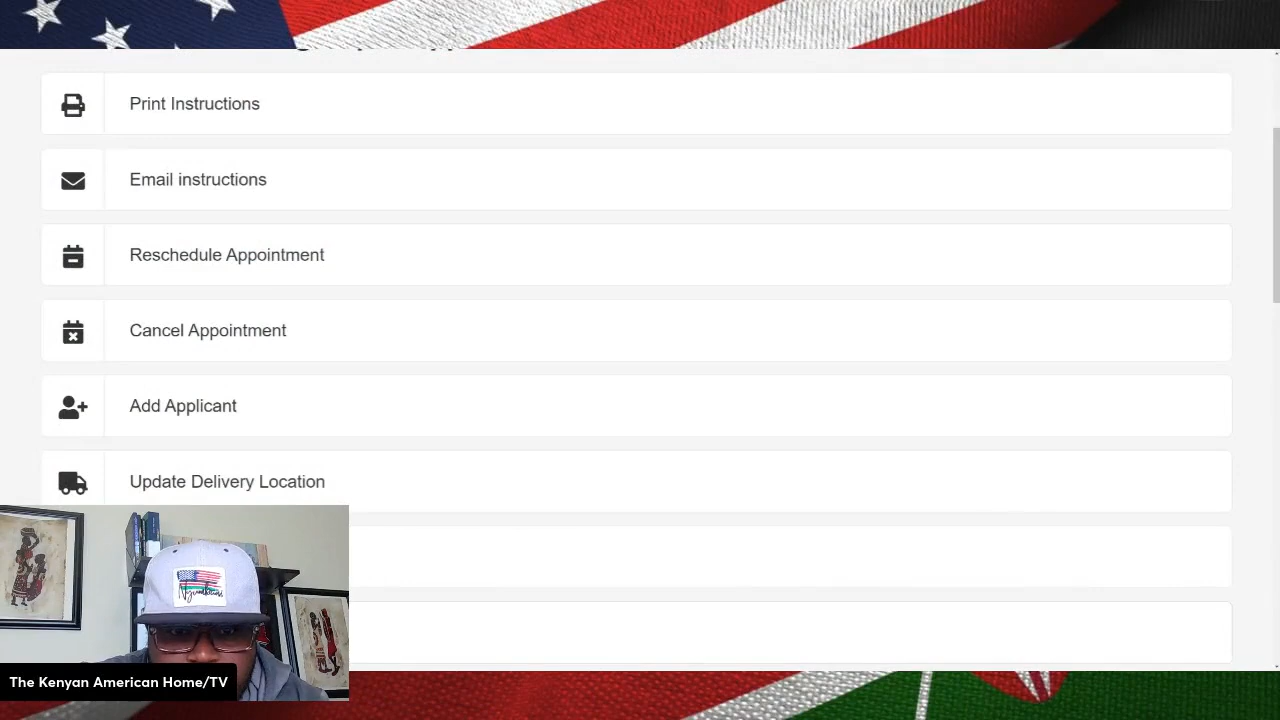 Print Instructions
Email instructions
Reschedule Appointment
Cancel Appointment
Add Applicant
Update Delivery Location
The Kenyan American Home/TV